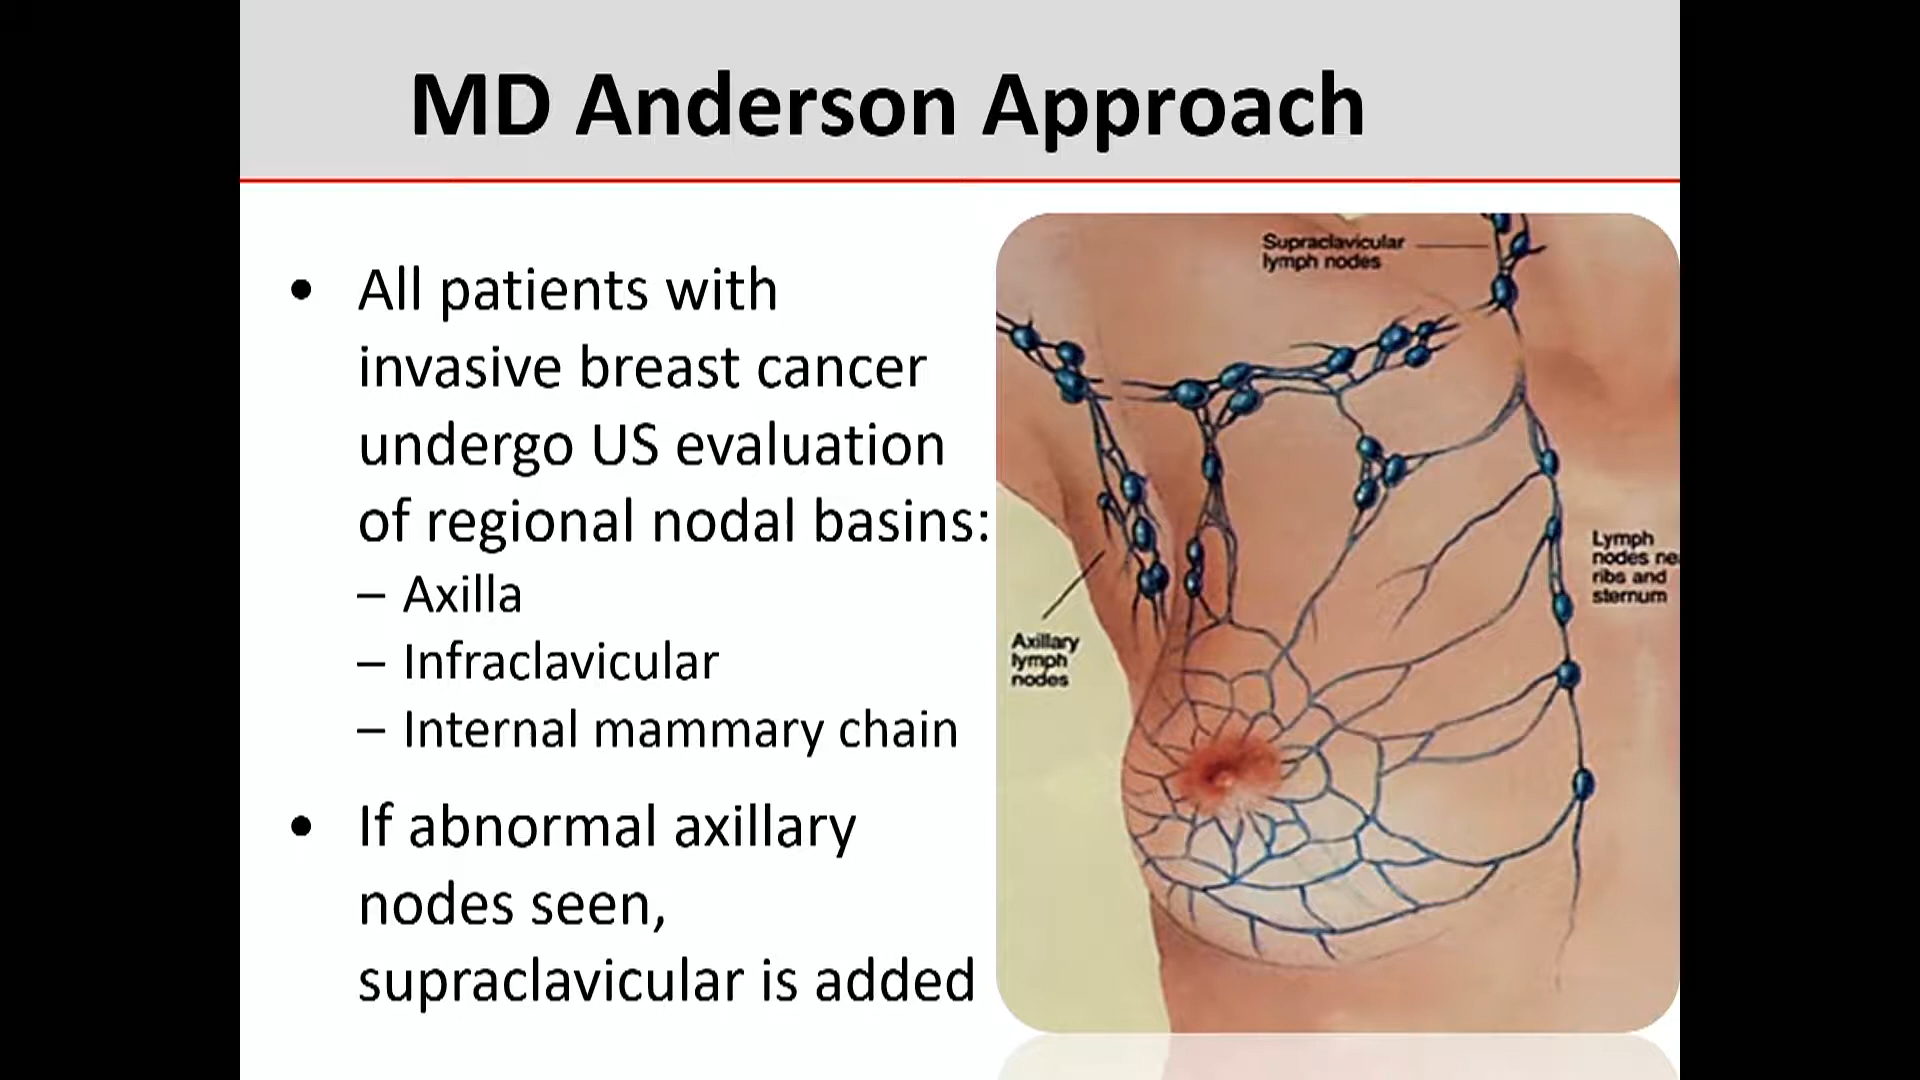 MD Anderson Approach
• All patients with
invasive breast cancer
undergo US evaluation
of regional nodal basins:
– Axilla
– Infraclavicular
– Internal mammary chain
• If abnormal axillary
nodes seen,
supraclavicular is added
Supraclavicular
lymph nodes
Axillary
lymph
nodes
Lymph
nodes ne
ribs and
sternum